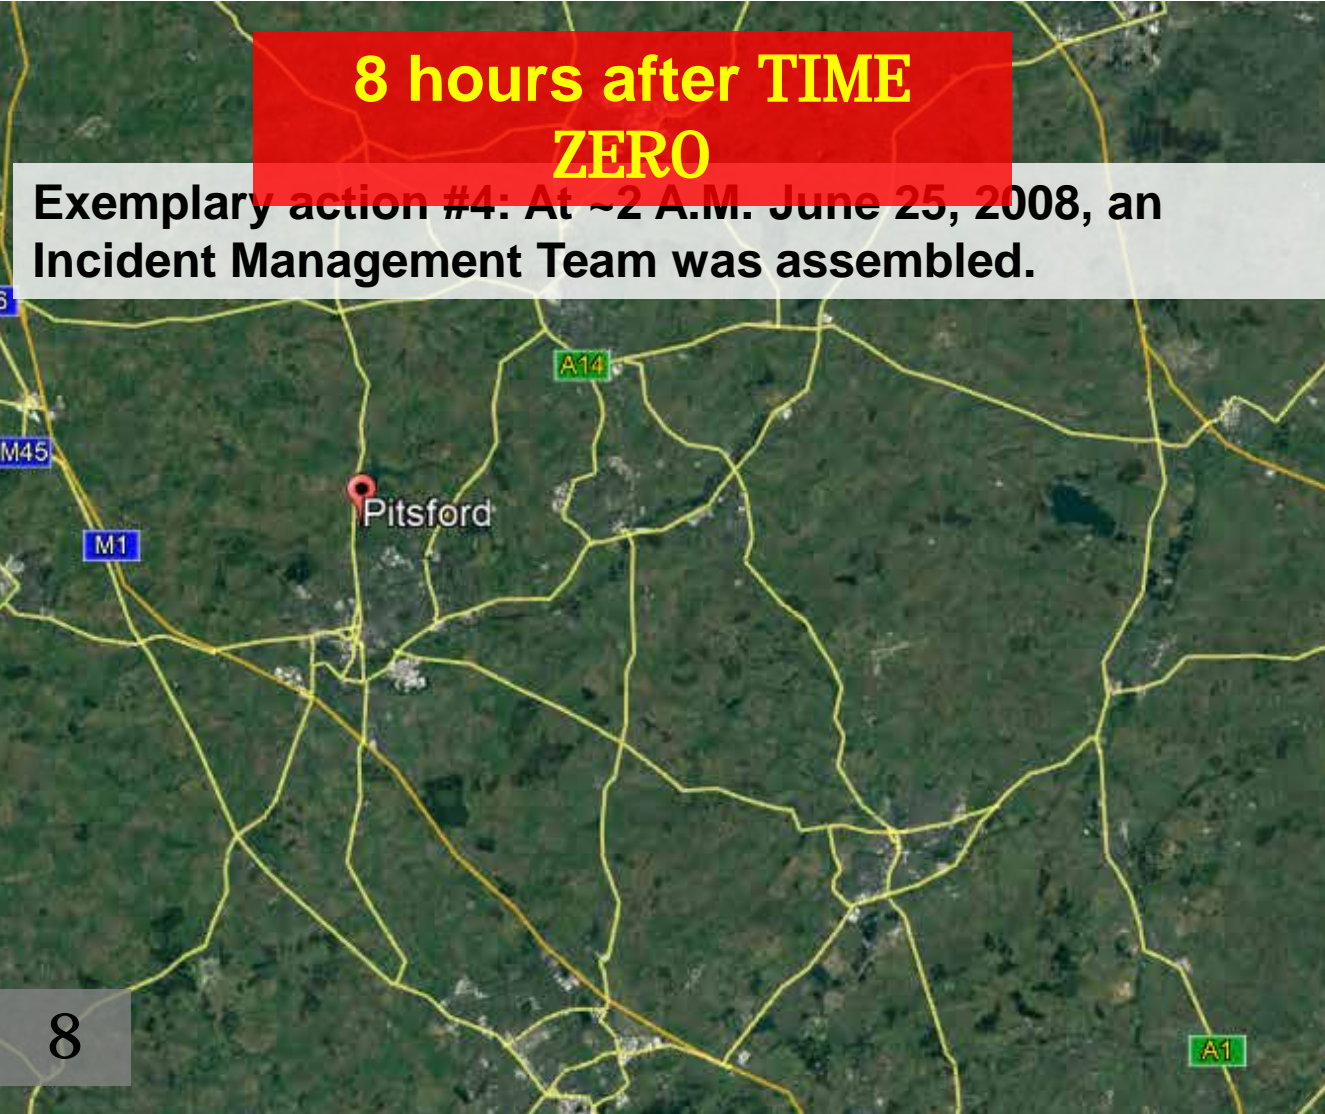 8 hours after TIME
ZERO
Exemplary action #4: At ~2 A.M. June 25, 2008, an
Incident Management Team was assembled.
6
A14
M45
Pitsford
M1
8
A1